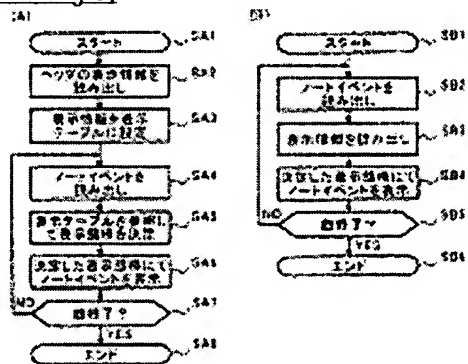 スタート
SA1
ヘッダの表示情報を
読み出し
SA2
表示情報を表示
テーブルに設定
SA3
ノートイベントを
読み出し
SA4
表示テーブルを参照し
て表示態様を決定
SA5
決定した表示態様にて
ノートイベントを表示
SA6
NO
曲終了?
SA7
YES
エンド
SA8
スタート
SB1
ノートイベントを
読み出し
SB2
表示情報を読み出し
SB3
決定した表示態様にて
ノートイベントを表示
SB4
NO
曲終了?
SB5
YES
エンド
SB6